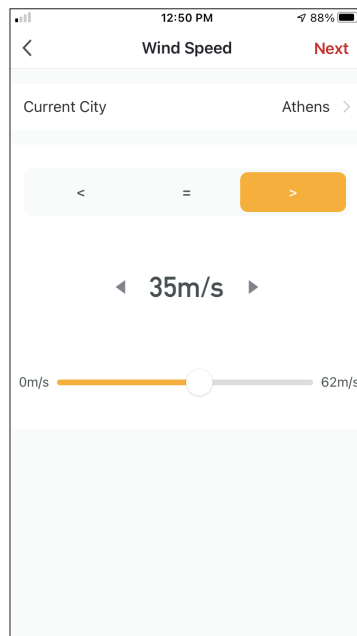 12:50 PM 88%
Wind Speed Next
Current City Athens >
< = >
35m/s
0m/s 62m/s